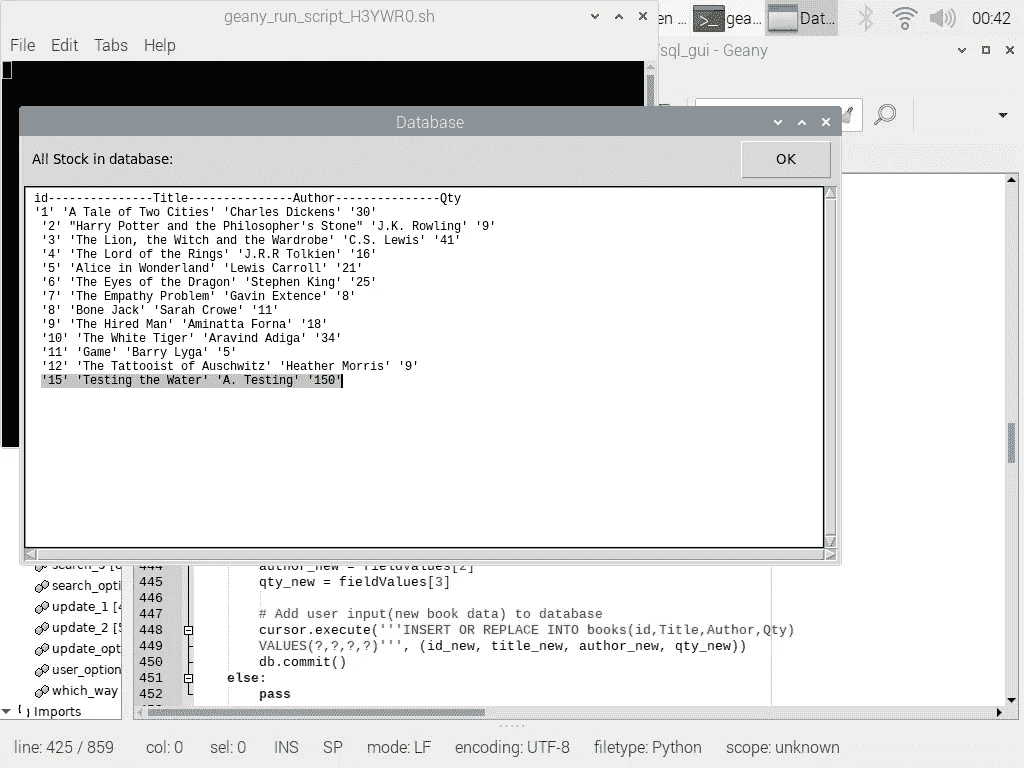 geany_run_script_H3YWR0.sh
en ...
gea...
Dat...
00:42
File Edit Tabs Help
sql_gui - Geany
Database
All Stock in database:
OK
id---------------Title---------------Author---------------Qty
'1' 'A Tale of Two Cities' 'Charles Dickens' '30'
'2' "Harry Potter and the Philosopher's Stone" 'J.K. Rowling' '9'
'3' 'The Lion, the Witch and the Wardrobe' 'C.S. Lewis' '41'
'4' 'The Lord of the Rings' 'J.R.R Tolkien' '16'
'5' 'Alice in Wonderland' 'Lewis Carroll' '21'
'6' 'The Eyes of the Dragon' 'Stephen King' '25'
'7' 'The Empathy Problem' 'Gavin Extence' '8'
'8' 'Bone Jack' 'Sarah Crowe' '11'
'9' 'The Hired Man' 'Aminatta Forna' '18'
'10' 'The White Tiger' 'Aravind Adiga' '34'
'11' 'Game' 'Barry Lyga' '5'
'12' 'The Tattooist of Auschwitz' 'Heather Morris' '9'
'15' 'Testing the Water' 'A. Testing' '150'
search_opti
update_1 [4
update_2 [5
update_opt
user_option
which_way
Imports
444 author_new = fieldValues[2]
445 qty_new = fieldValues[3]
446
447 # Add user input(new book data) to database
448 cursor.execute('''INSERT OR REPLACE INTO books(id,Title,Author,Qty)
449 VALUES(?,?,?,?)''', (id_new, title_new, author_new, qty_new))
450 db.commit()
451 else:
452 pass
line: 425 / 859 col: 0 sel: 0 INS SP mode: LF encoding: UTF-8 filetype: Python scope: unknown